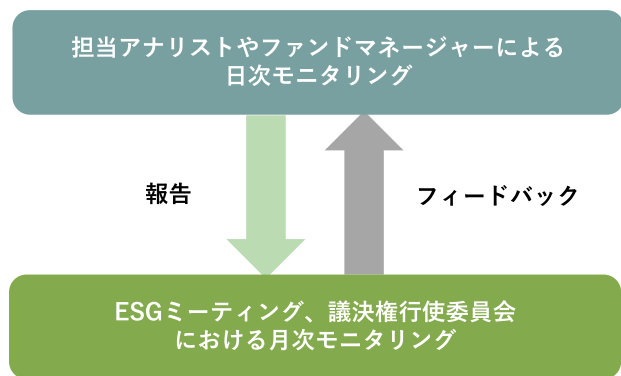 担当アナリストやファンドマネージャーによる
日次モニタリング
報告
フィードバック
ESGミーティング、議決権行使委員会
における月次モニタリング